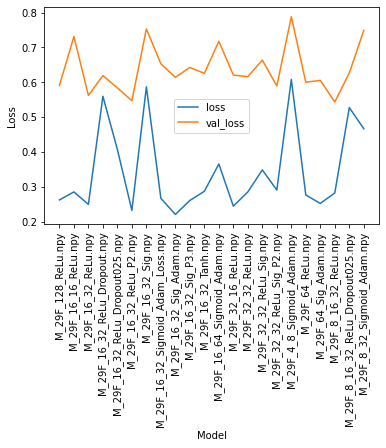 0.8
0.7
0.6
0.5
0.4
0.3
0.2
Loss
loss
val_loss
M_29F_128_ReLu.npy
M_29F_16_16_ReLu.npy
M_29F_16_32_ReLu.npy
M_29F_16_32_ReLu_Dropout.npy
M_29F_16_32_ReLu_Dropout025.npy
M_29F_16_32_ReLu_P2.npy
M_29F_16_32_Sig.npy
M_29F_16_32_Sigmoid_Adam_Loss.npy
M_29F_16_32_Sig_Adam.npy
M_29F_16_32_Sig_P3.npy
M_29F_16_32_Tanh.npy
M_29F_16_64_Sigmoid_Adam.npy
M_29F_32_16_ReLu.npy
M_29F_32_32_ReLu.npy
M_29F_32_32_ReLu_Sig.npy
M_29F_32_32_ReLu_Sig_P2.npy
M_29F_4_8_Sigmoid_Adam.npy
M_29F_64_ReLu.npy
M_29F_64_Sig_Adam.npy
M_29F_8_16_32_ReLu.npy
M_29F_8_16_32_ReLu_Dropout025.npy
M_29F_8_32_Sigmoid_Adam.npy
Model